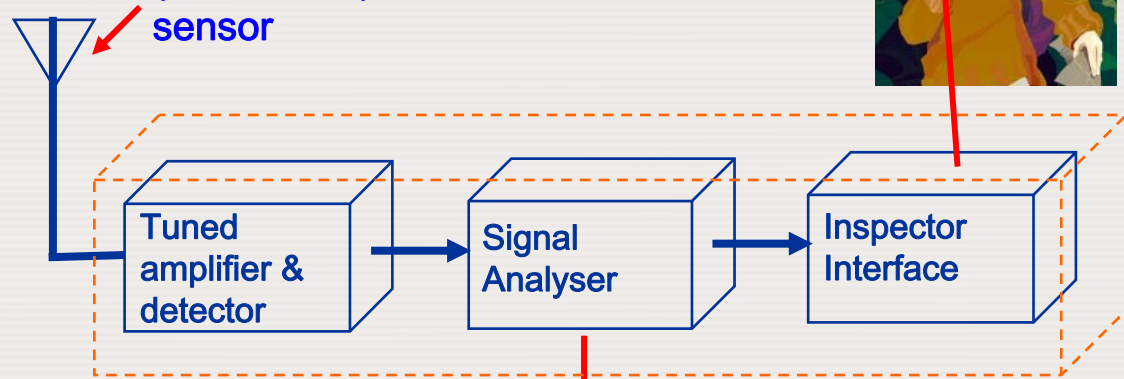 sensor
Tuned
amplifier &
detector
Signal
Analyser
Inspector
Interface